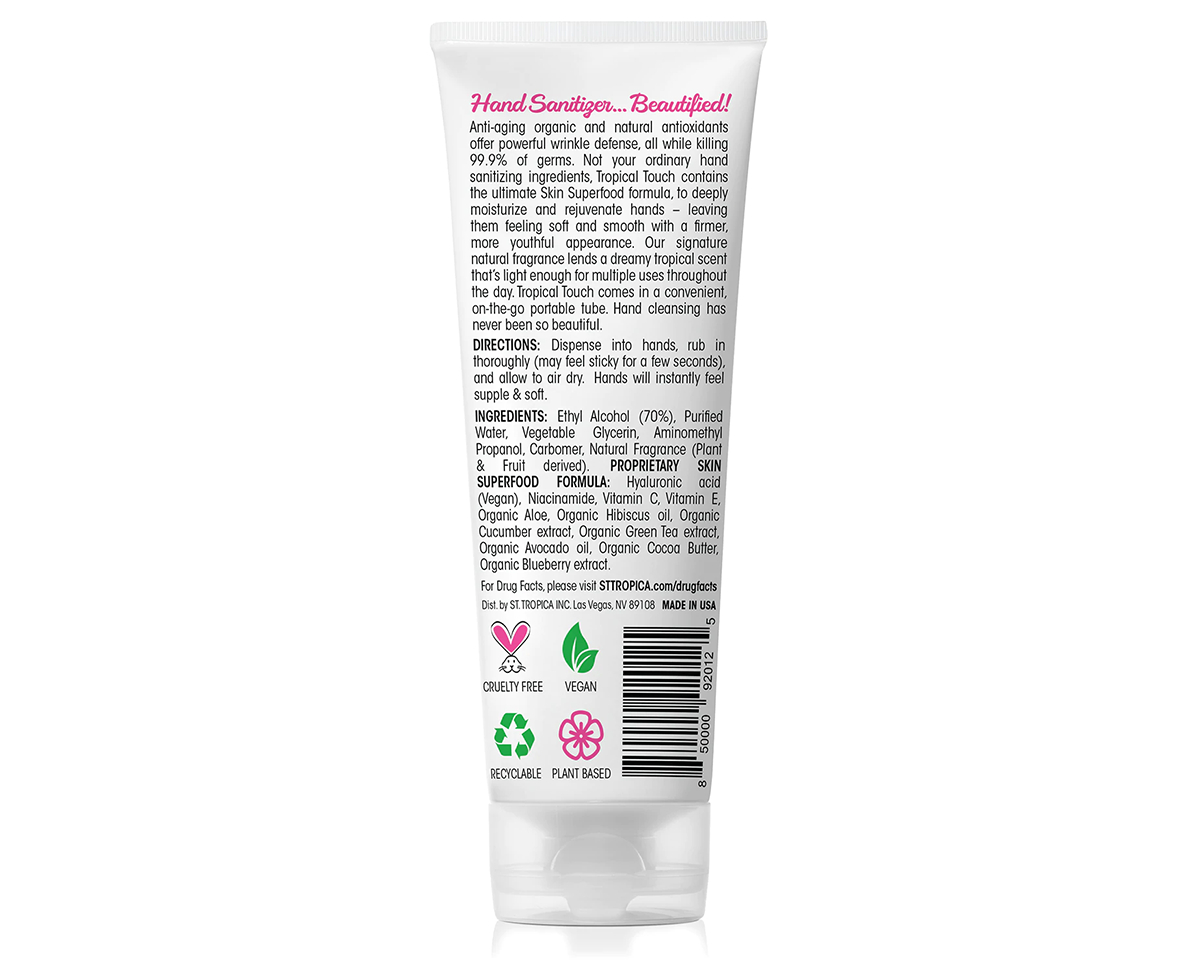 Hand Sanitizer... Beautified!
Anti-aging organic and natural antioxidants
offer powerful wrinkle defense, all while killing
99.9% of germs. Not your ordinary hand
sanitizing ingredients, Tropical Touch contains
the ultimate Skin Superfood formula, to deeply
moisturize and rejuvenate hands – leaving
them feeling soft and smooth with a firmer,
more youthful appearance. Our signature
natural fragrance lends a dreamy tropical scent
that's light enough for multiple uses throughout
the day. Tropical Touch comes in a convenient,
on-the-go portable tube. Hand cleansing has
never been so beautiful.
DIRECTIONS: Dispense into hands, rub in
thoroughly (may feel sticky for a few seconds),
and allow to air dry. Hands will instantly feel
supple & soft.
INGREDIENTS: Ethyl Alcohol (70%), Purified
Water, Vegetable Glycerin, Aminomethyl
Propanol, Carbomer, Natural Fragrance (Plant
& Fruit derived). PROPRIETARY SKIN
SUPERFOOD FORMULA: Hyaluronic acid
(Vegan), Niacinamide, Vitamin C, Vitamin E,
Organic Aloe, Organic Hibiscus oil, Organic
Cucumber extract, Organic Green Tea extract,
Organic Avocado oil, Organic Cocoa Butter,
Organic Blueberry extract.
For Drug Facts, please visit STTROPICA.com/drugfacts
Dist. by ST. TROPICA INC. Las Vegas, NV 89108 MADE IN USA
CRUELTY FREE VEGAN
RECYCLABLE PLANT BASED
8 50000 92012 5